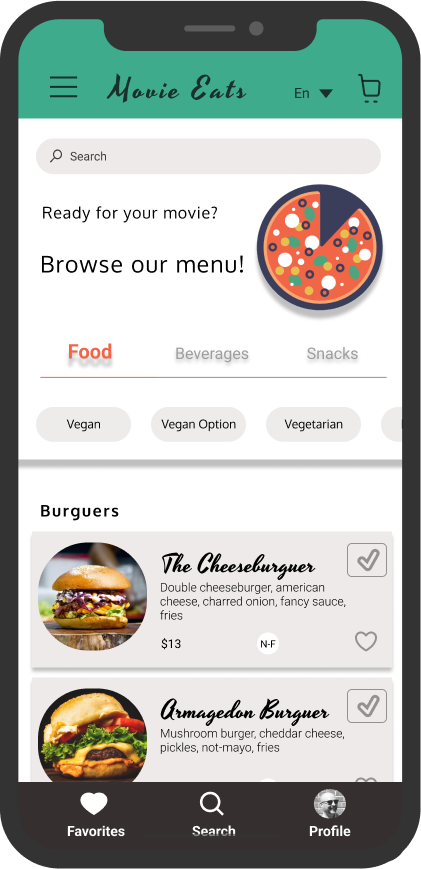 Movie Eats
En
Search
Ready for your movie?
Browse our menu!
Food Beverages Snacks
Vegan Vegan Option Vegetarian
Burguers
The Cheeseburguer
Double cheeseburger, american
cheese, charred onion, fancy sauce,
fries
$13 N-F
Armagedon Burguer
Mushroom burger, cheddar cheese,
pickles, not-mayo, fries
Favorites Search Profile